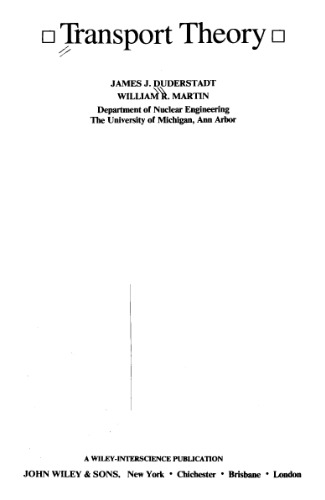 Transport Theory
JAMES J. DUDERSTADT
WILLIAM R. MARTIN
Department of Nuclear Engineering
The University of Michigan, Ann Arbor
A WILEY-INTERSCIENCE PUBLICATION
JOHN WILEY & SONS, New York • Chichester • Brisbane • London